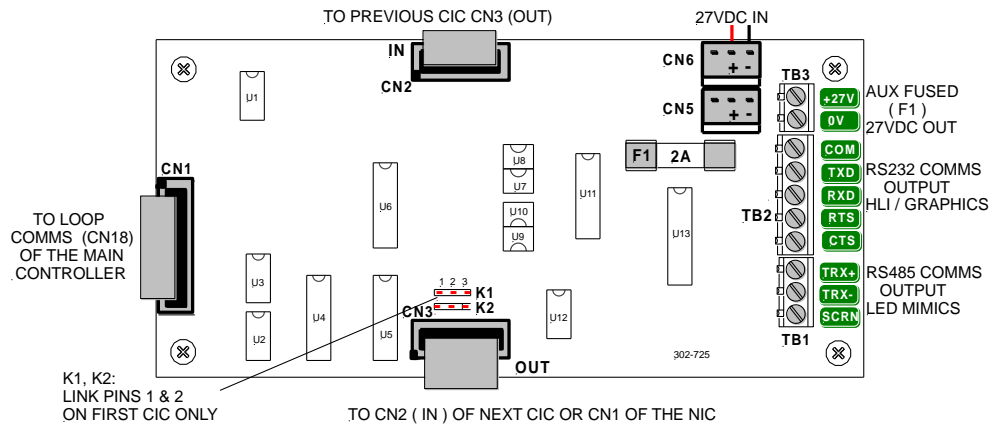 TO PREVIOUS CIC CN3 (OUT)
27VDC IN
IN
CN2
CN6
+ -
CN5
+ -
TB3
+27V
0V
AUX FUSED
( F1 )
27VDC OUT
U1
CN1
F1 2A
COM
TXD
RXD
RTS
CTS
TB2
RS232 COMMS
OUTPUT
HLI / GRAPHICS
U8
U7
U10
U9
U11
U6
U13
TO LOOP
COMMS (CN18)
OF THE MAIN
CONTROLLER
TRX+
TRX-
SCRN
RS485 COMMS
OUTPUT
LED MIMICS
TB1
U3
U2
U4
U5
1 2 3
K1
K2
CN3
U12
OUT
302-725
K1, K2:
LINK PINS 1 & 2
ON FIRST CIC ONLY
TO CN2 ( IN ) OF NEXT CIC OR CN1 OF THE NIC